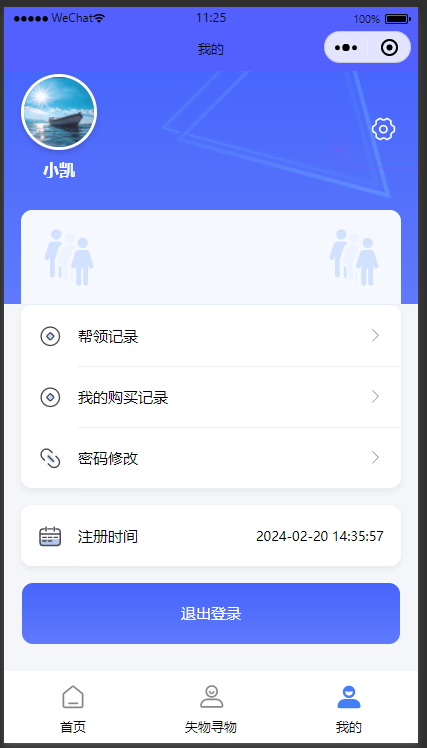 WeChat 11:25 100%
我的
小凯
帮领记录
我的购买记录
密码修改
注册时间 2024-02-20 14:35:57
退出登录
首页 失物寻物 我的